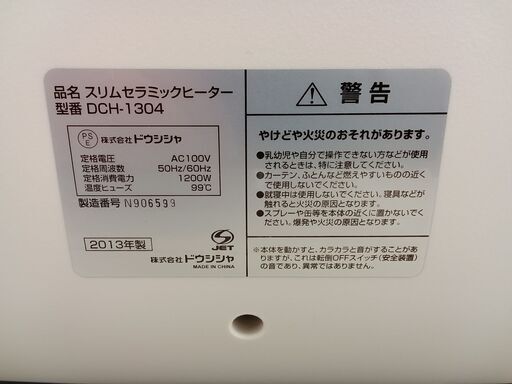 品名 スリムセラミックヒーター
型番 DCH-1304
PS
E
株式会社ドウシシャ
定格電圧 AC100V
定格周波数 50Hz/60Hz
定格消費電力 1200W
温度ヒューズ 99℃
製造番号 N906599
2013年製
JET
株式会社ドウシシャ
MADE IN CHINA
警告
やけどや火災のおそれがあります。
●乳幼児や自分で操作できない方などが使用
されるときは、特に注意してください。
●カーテン、ふとんなど燃えやすいものの近く
で使用しないでください。
●就寝中は使用しないでください。寝具などが
触れると火災の原因となります。
●スプレーや缶等を本体の近くに置かないでく
ださい。爆発や火災の原因となります。
※本体を動かすと、カラカラと音がすることがあ
りますが、これは転倒OFFスイッチ(安全装置)
の音であり、異常ではありません。